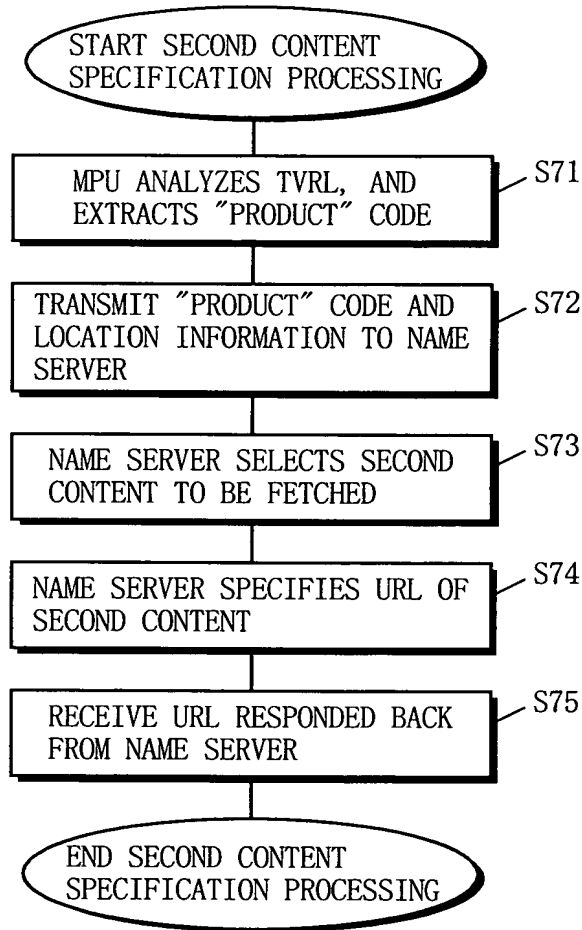 START SECOND CONTENT
SPECIFICATION PROCESSING
MPU ANALYZES TVRL, AND
EXTRACTS "PRODUCT" CODE
S71
TRANSMIT "PRODUCT" CODE AND
LOCATION INFORMATION TO NAME
SERVER
S72
NAME SERVER SELECTS SECOND
CONTENT TO BE FETCHED
S73
NAME SERVER SPECIFIES URL OF
SECOND CONTENT
S74
RECEIVE URL RESPONDED BACK
FROM NAME SERVER
S75
END SECOND CONTENT
SPECIFICATION PROCESSING